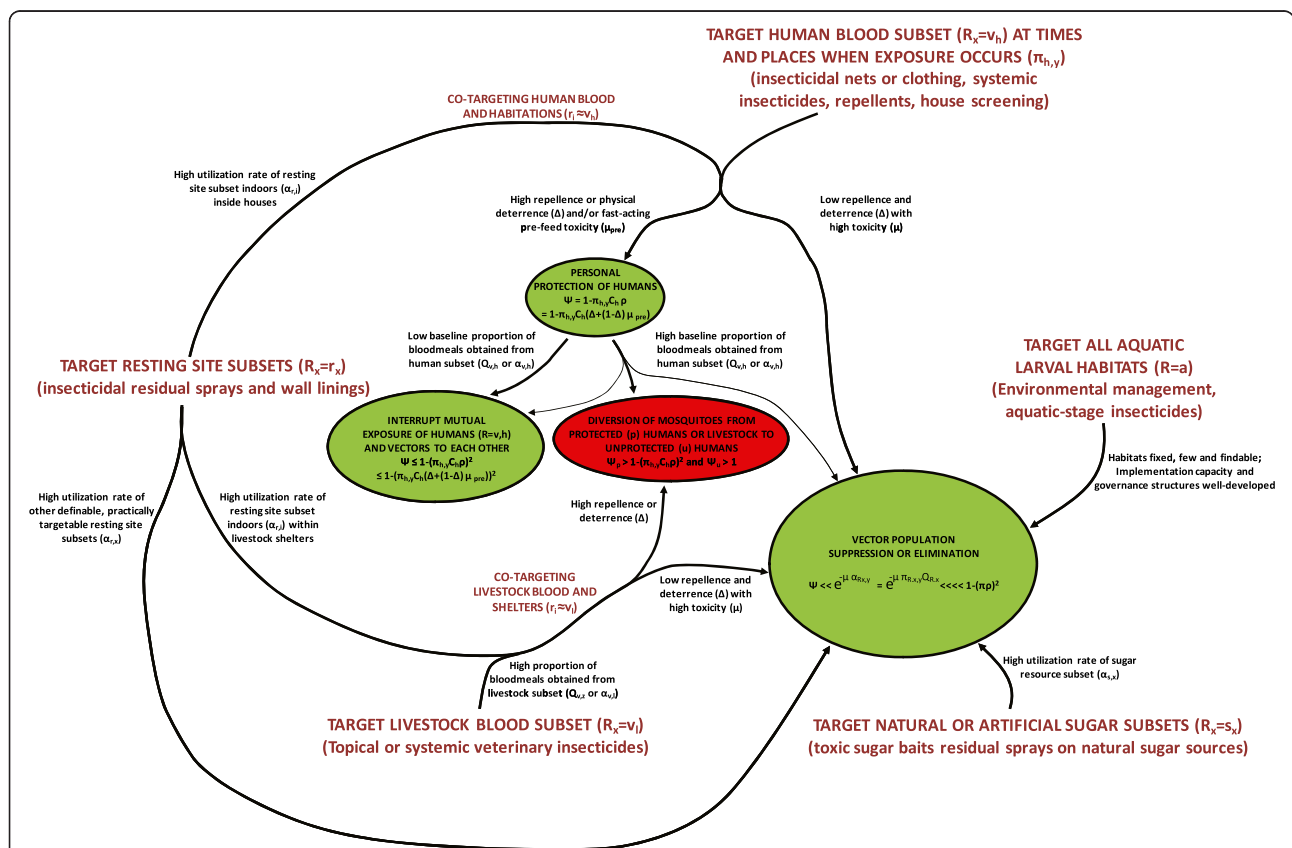 TARGET HUMAN BLOOD SUBSET (Rₓ=vₕ) AT TIMES
AND PLACES WHEN EXPOSURE OCCURS (πₕ,ᵧ)
(insecticidal nets or clothing, systemic
insecticides, repellents, house screening)
CO-TARGETING HUMAN BLOOD
AND HABITATIONS (rᵢ ≈vₕ)
High utilization rate of resting
site subset indoors (αᵣ,ᵢ)
inside houses
High repellence or physical
deterrence (Δ) and/or fast-acting
pre-feed toxicity (μpre)
Low repellence and
deterrence (Δ) with
high toxicity (μ)
PERSONAL
PROTECTION OF HUMANS
Ψ = 1-πh,yCh ρ
= 1-πh,yCh(Δ+(1-Δ) μ pre)
Low baseline proportion of
bloodmeals obtained from
human subset (Qv,h or αv,h)
High baseline proportion of
bloodmeals obtained from
human subset (Qv,h or αv,h)
TARGET RESTING SITE SUBSETS (Rₓ=rₓ)
(insecticidal residual sprays and wall linings)
TARGET ALL AQUATIC
LARVAL HABITATS (R=a)
(Environmental management,
aquatic-stage insecticides)
INTERRUPT MUTUAL
EXPOSURE OF HUMANS (R=v,h)
AND VECTORS TO EACH OTHER
Ψ ≤ 1-(πh,yChρ)²
≤ 1-(πh,yCh(Δ+(1-Δ) μ pre))²
DIVERSION OF MOSQUITOES FROM
PROTECTED (p) HUMANS OR LIVESTOCK TO
UNPROTECTED (u) HUMANS
Ψp > 1-(πh,yChρ)² and Ψu > 1
Habitats fixed, few and findable;
Implementation capacity and
governance structures well-developed
High utilization rate of
other definable, practically
targetable resting site
subsets (αr,x)
High utilization rate of
resting site subset
indoors (αr,i) within
livestock shelters
High repellence or
deterrence (Δ)
VECTOR POPULATION
SUPPRESSION OR ELIMINATION
Ψ << e^-μ αRx,y = e^-μ πR,x,yQR,x <<<< 1-(πρ)²
CO-TARGETING
LIVESTOCK BLOOD AND
SHELTERS (rᵢ≈vₗ)
Low repellence and
deterrence (Δ) with
high toxicity (μ)
High proportion of
bloodmeals obtained from
livestock subset (Qv,z or αv,l)
High utilization rate of sugar
resource subset (αs,x)
TARGET LIVESTOCK BLOOD SUBSET (Rₓ=vₗ)
(Topical or systemic veterinary insecticides)
TARGET NATURAL OR ARTIFICIAL SUGAR SUBSETS (Rₓ=sₓ)
(toxic sugar baits residual sprays on natural sugar sources)